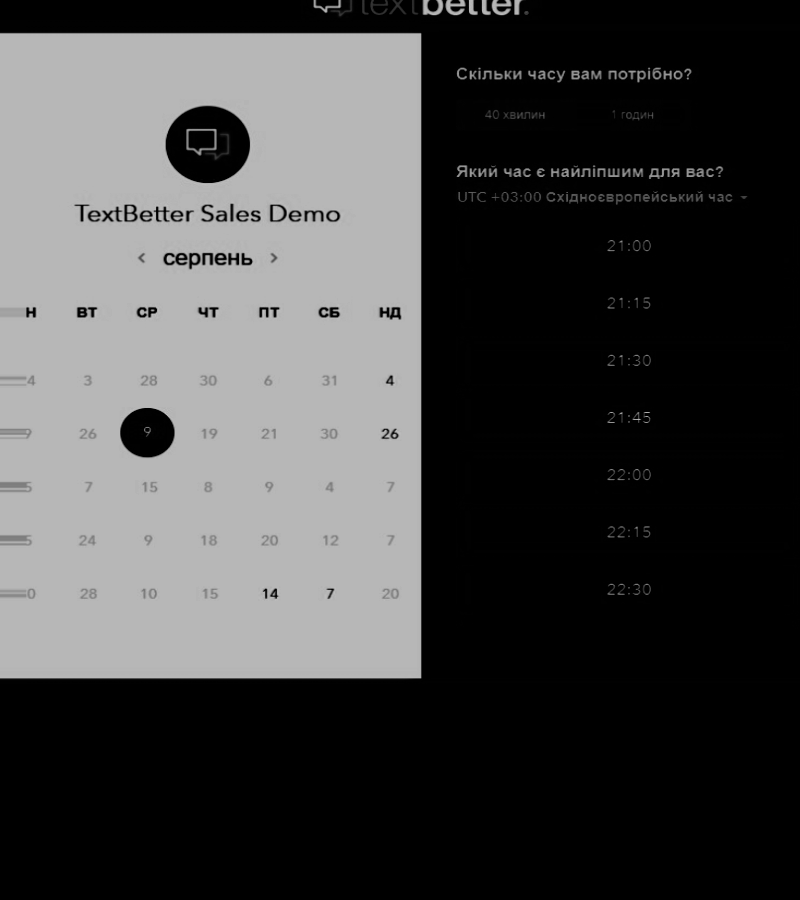 textbetter.
TextBetter Sales Demo
‹ серпень ›
Н ВТ СР ЧТ ПТ СБ НД
4 3 28 30 6 31 4
26 9 19 21 30 26
7 15 8 9 4 7
24 9 18 20 12 7
0 28 10 15 14 7 20
Скільки часу вам потрібно?
40 хвилин 1 годин
Який час є найліпшим для вас?
UTC +03:00 Східноєвропейський час
21:00
21:15
21:30
21:45
22:00
22:15
22:30